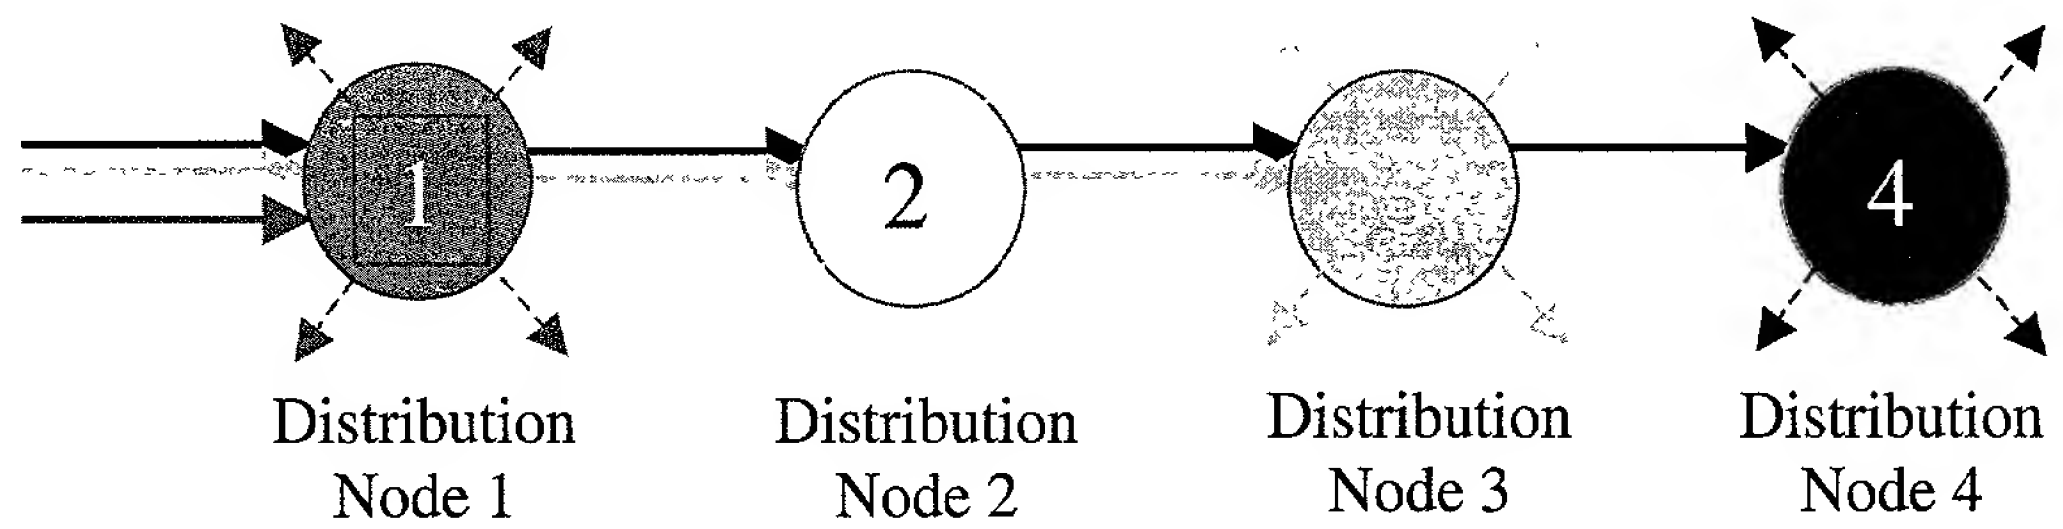 1
2
4
Distribution
Node 1
Distribution
Node 2
Distribution
Node 3
Distribution
Node 4